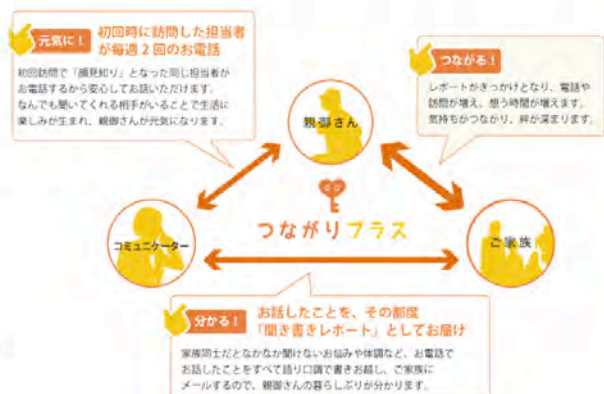 元気に！
初回時に訪問した担当者
が毎週２回のお電話
初回訪問で「顔見知り」となった同じ担当者が
お電話するから安心してお話いただけます。
なんでも聞いてくれる相手がいることで生活に
楽しみが生まれ、親御さんが元気になります。
つながる！
レポートがきっかけとなり、電話や
訪問が増え、想う時間が増えます。
気持ちがつながり、絆が深まります。
親御さん
つながりプラス
コミュニケーター
ご家族
分かる！
お話したことを、その都度
「聞き書きレポート」としてお届け
家族同士だとなかなか聞けないお悩みや体調など、お電話で
お話したことをすべて語り口調で書きお越し、ご家族に
メールするので、親御さんの暮らしぶりが分かります。